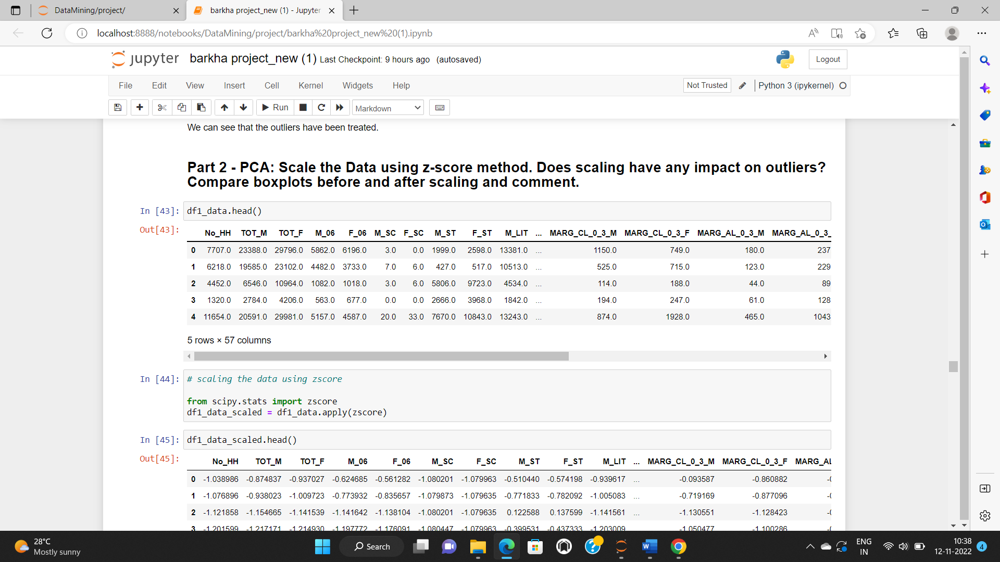 DataMining/project/
barkha project_new (1) - Jupyter
localhost:8888/notebooks/DataMining/project/barkha%20project_new%20(1).ipynb
jupyter barkha project_new (1) Last Checkpoint: 9 hours ago (autosaved)
Logout
File Edit View Insert Cell Kernel Widgets Help
Not Trusted Python 3 (ipykernel)
Run Markdown
We can see that the outliers have been treated.
Part 2 - PCA: Scale the Data using z-score method. Does scaling have any impact on outliers?
Compare boxplots before and after scaling and comment.
In [43]: df1_data.head()
Out[43]:
No_HH TOT_M TOT_F M_06 F_06 M_SC F_SC M_ST F_ST M_LIT ... MARG_CL_0_3_M MARG_CL_0_3_F MARG_AL_0_3_M MARG_AL_0_3_
0 7707.0 23388.0 29796.0 5862.0 6196.0 3.0 0.0 1999.0 2598.0 13381.0 ... 1150.0 749.0 180.0 237
1 6218.0 19585.0 23102.0 4482.0 3733.0 7.0 6.0 427.0 517.0 10513.0 ... 525.0 715.0 123.0 229
2 4452.0 6546.0 10964.0 1082.0 1018.0 3.0 6.0 5806.0 9723.0 4534.0 ... 114.0 188.0 44.0 89
3 1320.0 2784.0 4206.0 563.0 677.0 0.0 0.0 2666.0 3968.0 1842.0 ... 194.0 247.0 61.0 128
4 11654.0 20591.0 29981.0 5157.0 4587.0 20.0 33.0 7670.0 10843.0 13243.0 ... 874.0 1928.0 465.0 1043
5 rows × 57 columns
In [44]: # scaling the data using zscore
from scipy.stats import zscore
df1_data_scaled = df1_data.apply(zscore)
In [45]: df1_data_scaled.head()
Out[45]:
No_HH TOT_M TOT_F M_06 F_06 M_SC F_SC M_ST F_ST M_LIT ... MARG_CL_0_3_M MARG_CL_0_3_F MARG_AL
0 -1.038986 -0.874837 -0.937027 -0.624685 -0.561282 -1.080201 -1.079963 -0.510440 -0.574198 -0.939617 ... -0.093587 -0.860882 -0
1 -1.076896 -0.938023 -1.009723 -0.773932 -0.835657 -1.079873 -1.079635 -0.771833 -0.782092 -1.005083 ... -0.719169 -0.877096 -0
2 -1.121858 -1.154665 -1.141539 -1.141642 -1.138104 -1.080201 -1.079635 0.122588 0.137599 -1.141561 ... -1.130551 -1.128423 -0
3 -1.201599 -1.217171 -1.214930 -1.197772 -1.176091 -1.080447 -1.079963 -0.399531 -0.437333 -1.203009 -1.050477 -1.100286 -0
28°C
Mostly sunny
Search
ENG
IN
10:38
12-11-2022
4